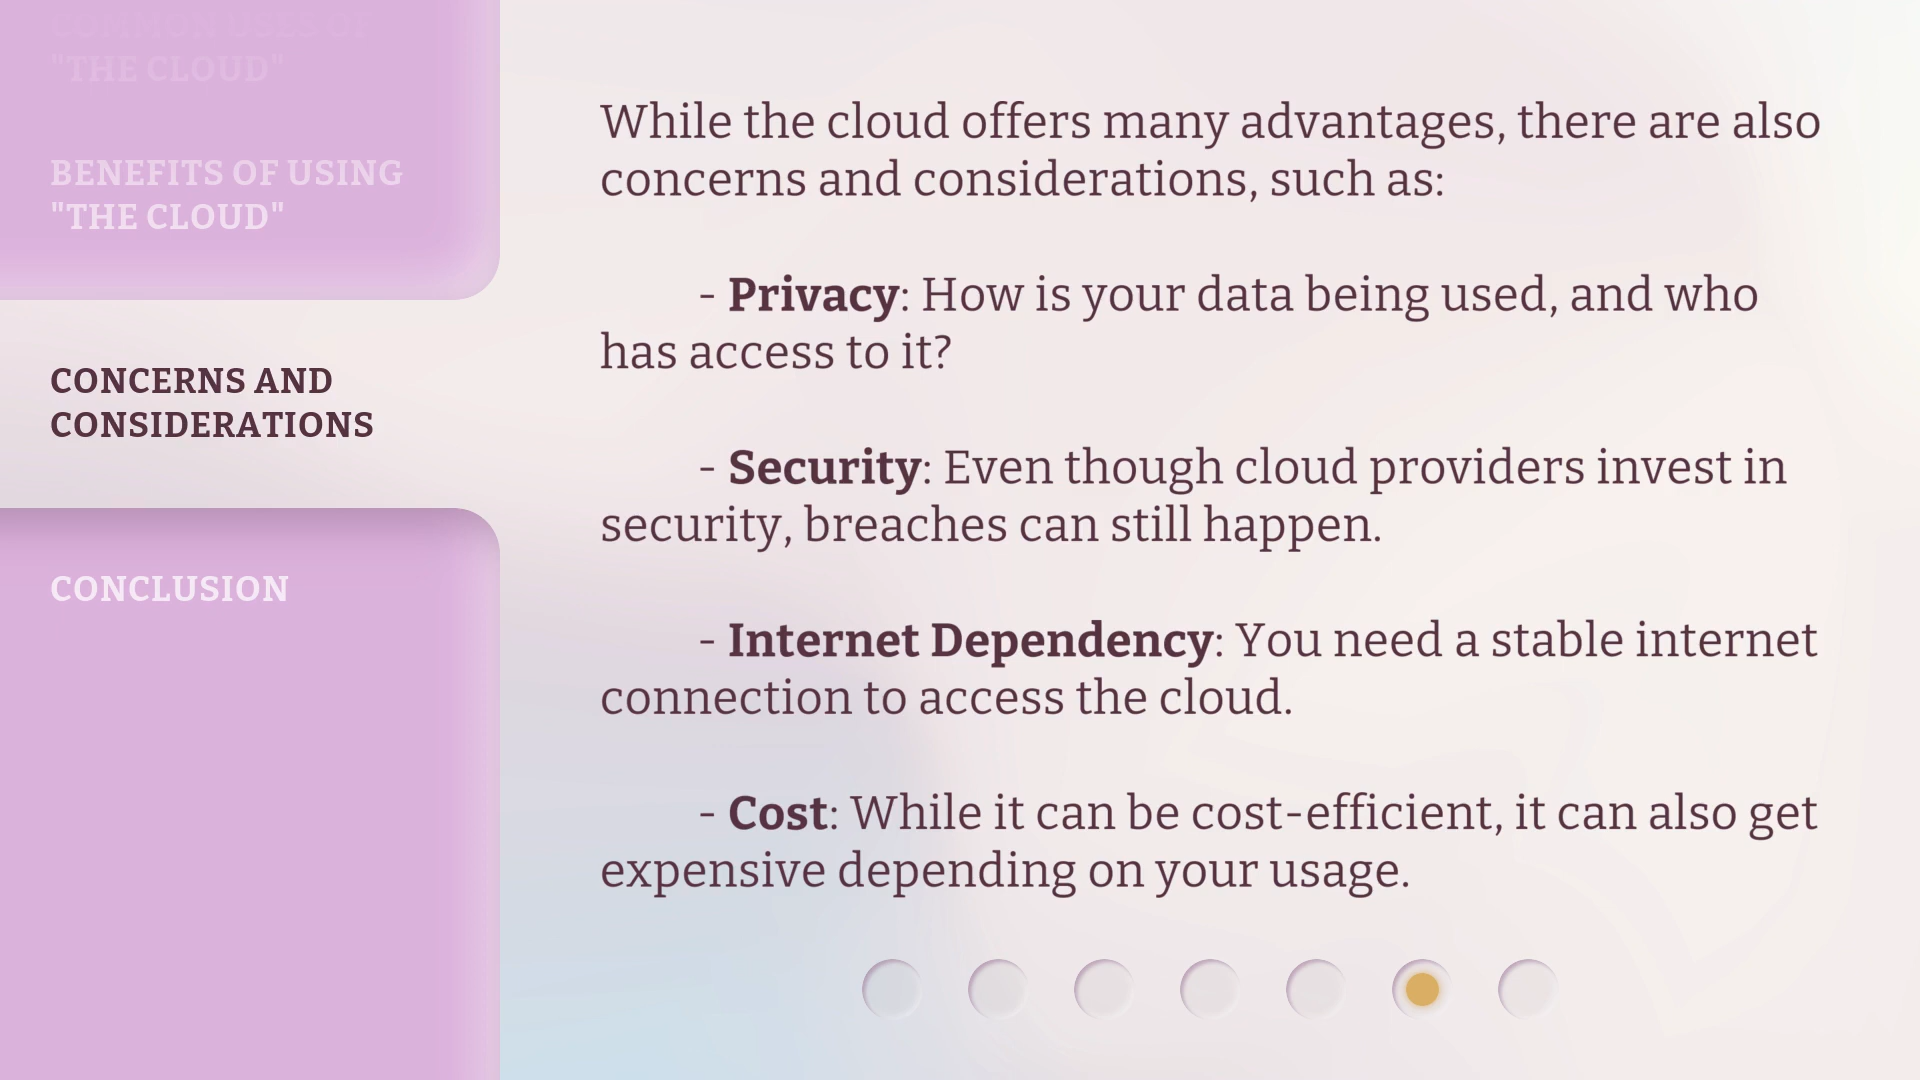 COMMON USES OF
"THE CLOUD"
BENEFITS OF USING
"THE CLOUD"
CONCERNS AND
CONSIDERATIONS
CONCLUSION
While the cloud offers many advantages, there are also
concerns and considerations, such as:
- Privacy: How is your data being used, and who
has access to it?
- Security: Even though cloud providers invest in
security, breaches can still happen.
- Internet Dependency: You need a stable internet
connection to access the cloud.
- Cost: While it can be cost-efficient, it can also get
expensive depending on your usage.